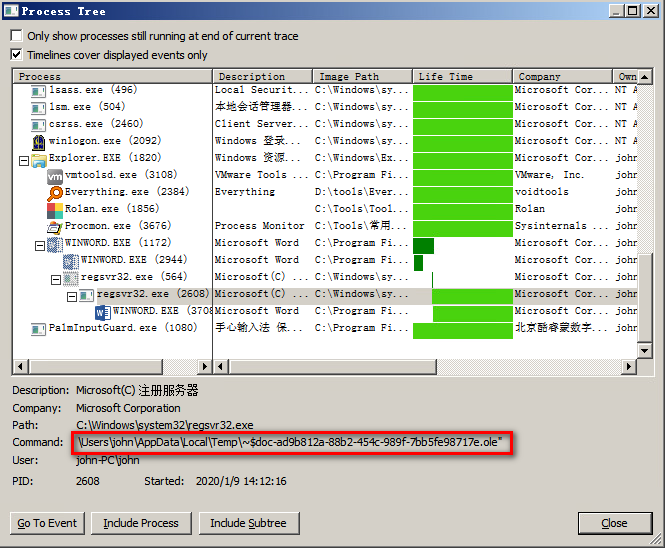 Process Tree
Only show processes still running at end of current trace
Timelines cover displayed events only
Process Description Image Path Life Time Company Own
lsass.exe (496) Local Securit... C:\Windows\sy... Microsoft Cor... NT A
lsm.exe (504) 本地会话管理器... C:\Windows\sy... Microsoft Cor... NT A
csrss.exe (2460) Client Server... C:\Windows\sy... Microsoft Cor... NT A
winlogon.exe (2092) Windows 登录... C:\Windows\sy... Microsoft Cor... NT A
Explorer.EXE (1820) Windows 资源... C:\Windows\Ex... Microsoft Cor... john
vmtoolsd.exe (3108) VMware Tools ... C:\Program Fi... VMware, Inc. john
Everything.exe (2384) Everything D:\tools\Ever... voidtools john
Rolan.exe (1856) C:\Tools\Tool... Rolan john
Procmon.exe (3676) Process Monitor C:\Tools\常用... Sysinternals ... john
WINWORD.EXE (1172) Microsoft Word C:\Program Fi... Microsoft Cor... john
WINWORD.EXE (2944) Microsoft Word C:\Program Fi... Microsoft Cor... john
regsvr32.exe (564) Microsoft(C) ... C:\Windows\sy... Microsoft Cor... john
regsvr32.exe (2608) Microsoft(C) ... C:\Windows\sy... Microsoft Cor... john
WINWORD.EXE (3708 Microsoft Word C:\Program Fi... Microsoft Cor... john
PalmInputGuard.exe (1080) 手心输入法 保... C:\Program Fi... 北京酷睿蒙数字... john
Description: Microsoft(C) 注册服务器
Company: Microsoft Corporation
Path: C:\Windows\system32\regsvr32.exe
Command: \Users\john\AppData\Local\Temp\~$doc-ad9b812a-88b2-454c-989f-7bb5fe98717e.ole"
User: john-PC\john
PID: 2608 Started: 2020/1/9 14:12:16
Go To Event Include Process Include Subtree Close